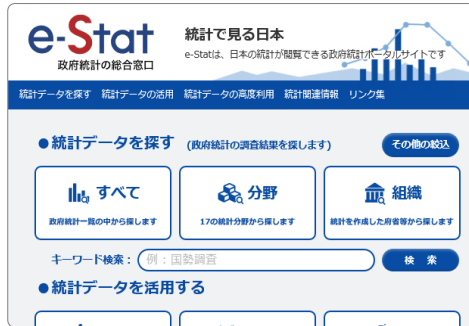 e-Stat
政府統計の総合窓口
統計で見る日本
e-Statは、日本の統計が閲覧できる政府統計ポータルサイトです
統計データを探す 統計データの活用 統計データの高度利用 統計関連情報 リンク集
●統計データを探す (政府統計の調査結果を探します) その他の絞込
すべて
政府統計一覧の中から探します
分野
17の統計分野から探します
組織
統計を作成した府省等から探します
キーワード検索： 例：国勢調査 検 索
●統計データを活用する